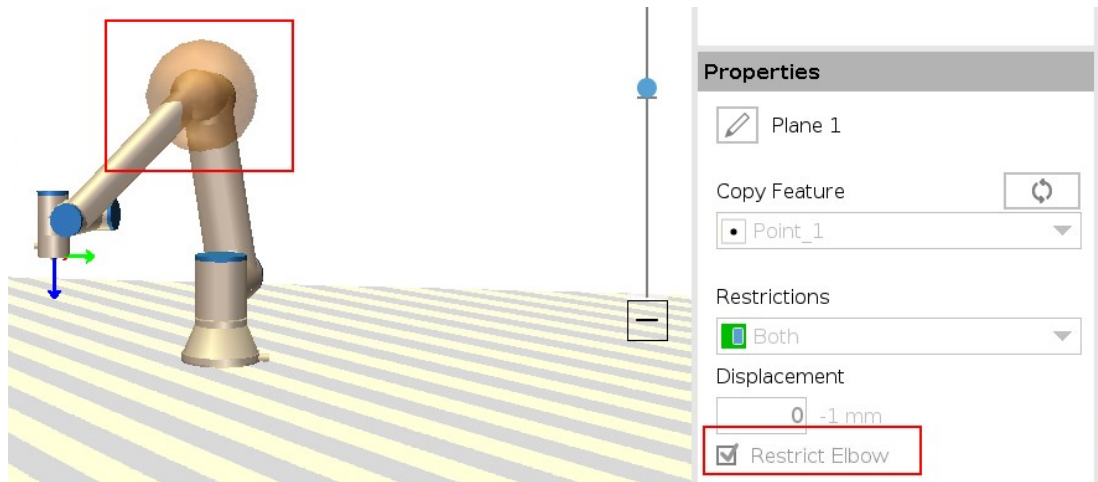 Properties
Plane 1
Copy Feature
Point_1
Restrictions
Both
Displacement
0 -1 mm
Restrict Elbow